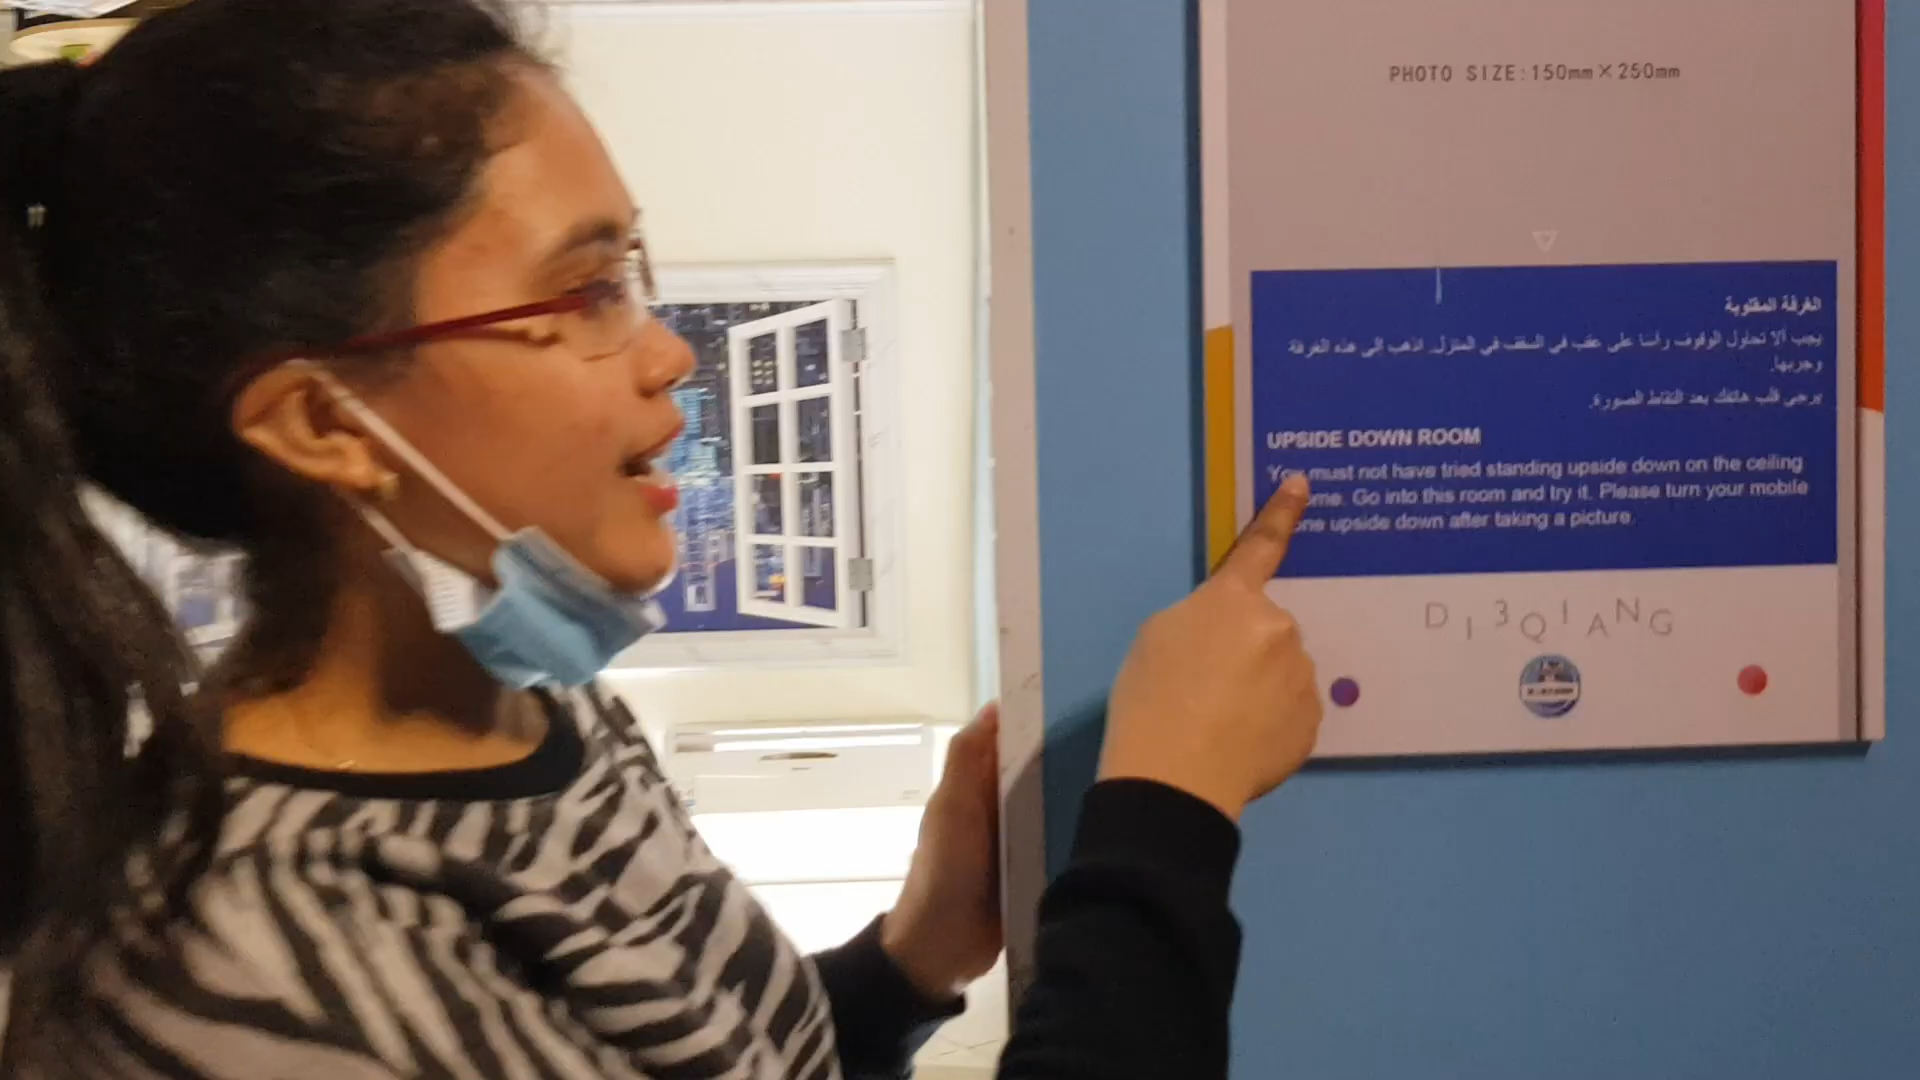 PHOTO SIZE:150mm×250mm
الغرفة المقلوبة
يجب ألا تحاول الوقوف رأسا على عقب في السقف في المنزل. اذهب إلى هذه الغرفة
وجربها.
يرجى قلب هاتفك بعد التقاط الصورة.
UPSIDE DOWN ROOM
You must not have tried standing upside down on the ceiling
ome. Go into this room and try it. Please turn your mobile
one upside down after taking a picture.
DI3QIANG